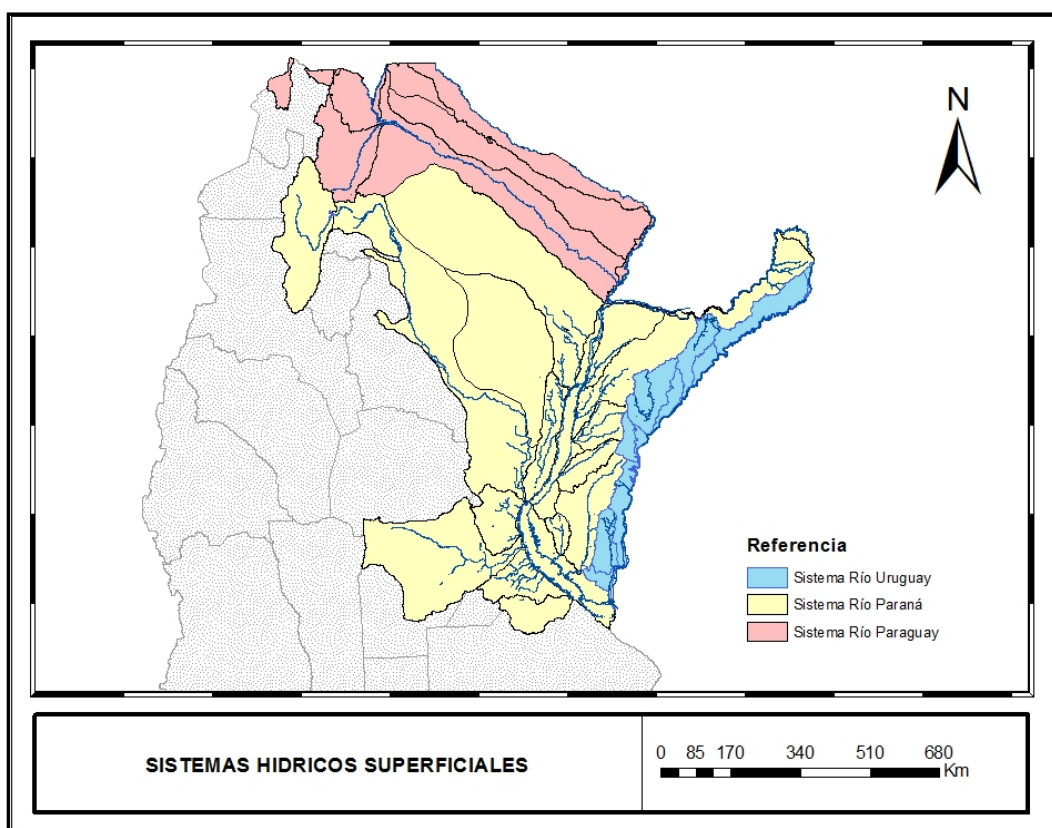 N
Referencia
Sistema Río Uruguay
Sistema Río Paraná
Sistema Río Paraguay
SISTEMAS HIDRICOS SUPERFICIALES
0 85 170 340 510 680
Km